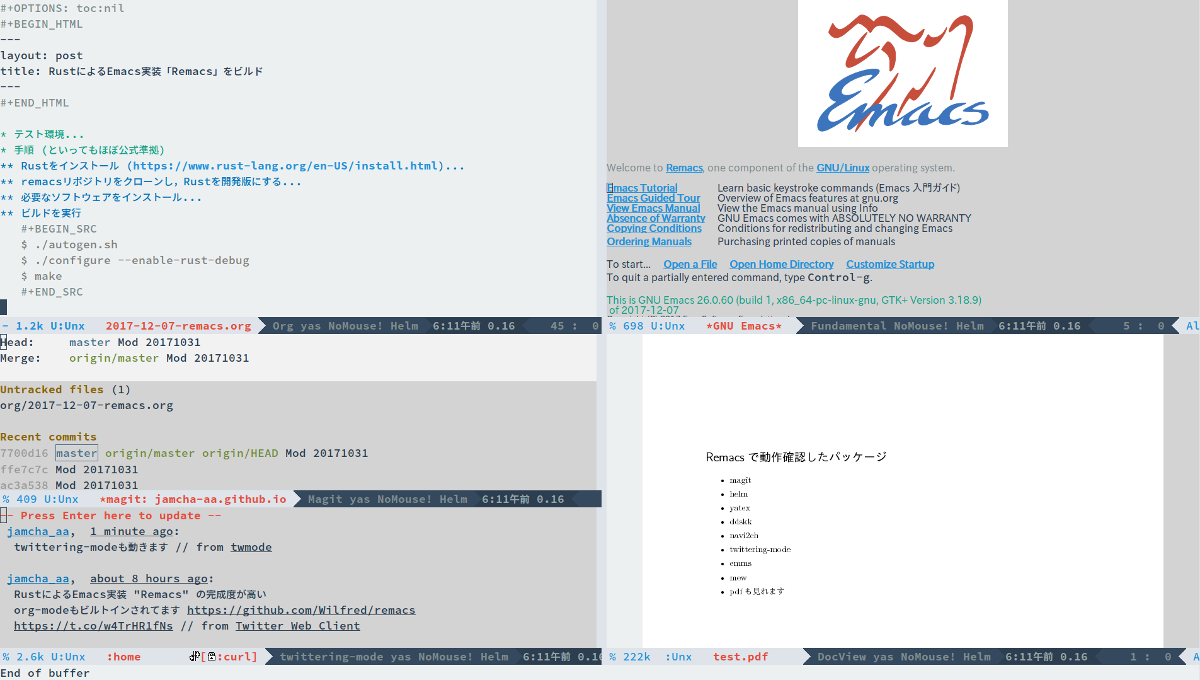 #+OPTIONS: toc:nil
#+BEGIN_HTML
---
layout: post
title: RustによるEmacs実装「Remacs」をビルド
---
#+END_HTML
* テスト環境...
* 手順 (といってもほぼ公式準拠)
** Rustをインストール (https://www.rust-lang.org/en-US/install.html)...
** remacsリポジトリをクローンし，Rustを開発版にする...
** 必要なソフトウェアをインストール...
** ビルドを実行
#+BEGIN_SRC
$ ./autogen.sh
$ ./configure --enable-rust-debug
$ make
#+END_SRC
- 1.2k U:Unx 2017-12-07-remacs.org Org yas NoMouse! Helm 6:11午前 0.16 45 : 0
Head: master Mod 20171031
Merge: origin/master Mod 20171031
Untracked files (1)
org/2017-12-07-remacs.org
Recent commits
7700d16 master origin/master origin/HEAD Mod 20171031
ffe7c7c Mod 20171031
ac3a538 Mod 20171031
% 409 U:Unx *magit: jamcha-aa.github.io Magit yas NoMouse! Helm 6:11午前 0.16
-- Press Enter here to update --
jamcha_aa, 1 minute ago:
twittering-modeも動きます // from twmode
jamcha_aa, about 8 hours ago:
RustによるEmacs実装 "Remacs" の完成度が高い
org-modeもビルトインされてます https://github.com/Wilfred/remacs
https://t.co/w4TrHR1fNs // from Twitter Web Client
% 2.6k U:Unx :home [:curl] twittering-mode yas NoMouse! Helm 6:11午前 0.16
End of buffer
Emacs
Welcome to Remacs, one component of the GNU/Linux operating system.
Emacs Tutorial Learn basic keystroke commands (Emacs 入門ガイド)
Emacs Guided Tour Overview of Emacs features at gnu.org
View Emacs Manual View the Emacs manual using Info
Absence of Warranty GNU Emacs comes with ABSOLUTELY NO WARRANTY
Copying Conditions Conditions for redistributing and changing Emacs
Ordering Manuals Purchasing printed copies of manuals
To start... Open a File Open Home Directory Customize Startup
To quit a partially entered command, type Control-g.
This is GNU Emacs 26.0.60 (build 1, x86_64-pc-linux-gnu, GTK+ Version 3.18.9)
of 2017-12-07
% 698 U:Unx *GNU Emacs* Fundamental NoMouse! Helm 6:11午前 0.16 5 : 0 Al
Remacs で動作確認したパッケージ
• magit
• helm
• yatex
• ddskk
• navi2ch
• twittering-mode
• emms
• mew
• pdf も見れます
% 222k :Unx test.pdf DocView yas NoMouse! Helm 6:11午前 0.16 1 : 0 A